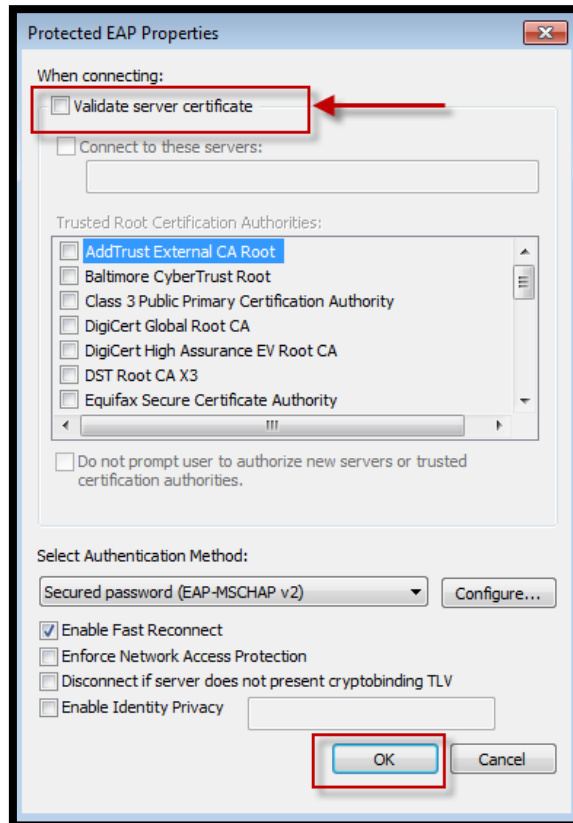 Protected EAP Properties
When connecting:
Validate server certificate
Connect to these servers:
Trusted Root Certification Authorities:
AddTrust External CA Root
Baltimore CyberTrust Root
Class 3 Public Primary Certification Authority
DigiCert Global Root CA
DigiCert High Assurance EV Root CA
DST Root CA X3
Equifax Secure Certificate Authority
Do not prompt user to authorize new servers or trusted
certification authorities.
Select Authentication Method:
Secured password (EAP-MSCHAP v2) Configure...
Enable Fast Reconnect
Enforce Network Access Protection
Disconnect if server does not present cryptobinding TLV
Enable Identity Privacy
OK Cancel